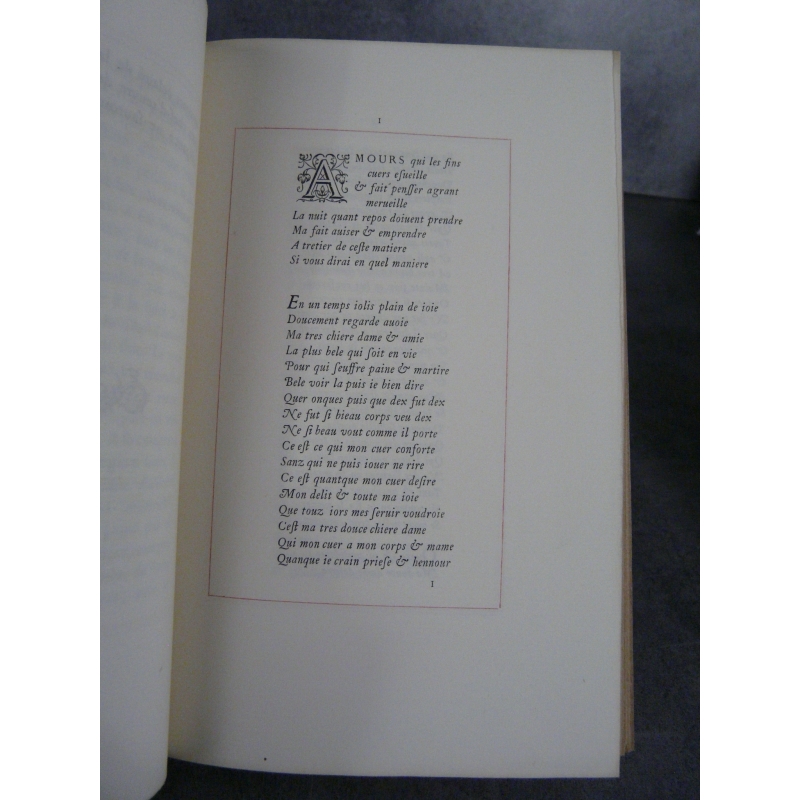 I
AMOURS qui les fins
cuers eſueille
& fait penſſer agrant
merueille
La nuit quant repos doiuent prendre
Ma fait auiser & emprendre
A tretier de ceſte matiere
Si vous dirai en quel maniere
En un temps iolis plain de ioie
Doucement regarde auoie
Ma tres chiere dame & amie
La plus bele qui ſoit en vie
Pour qui ſeuffre paine & martire
Bele voir la puis ie bien dire
Quer onques puis que dex fut dex
Ne fut ſi bieau corps veu dex
Ne ſi beau vout comme il porte
Ce eſt ce qui mon cuer conforte
Sanz qui ne puis iouer ne rire
Ce eſt quantque mon cuer deſire
Mon delit & toute ma ioie
Que touz iors mes ſeruir voudroie
Ceſt ma tres douce chiere dame
Qui mon cuer a mon corps & mame
Quanque ie crain prieſe & hennour
I